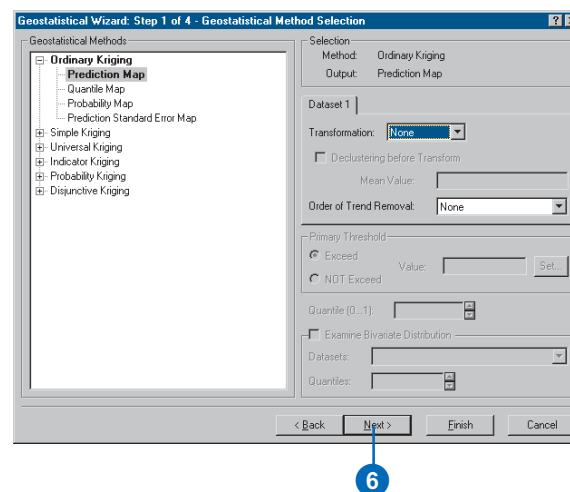 Geostatistical Wizard: Step 1 of 4 - Geostatistical Method Selection
Geostatistical Methods
Ordinary Kriging
Prediction Map
Quantile Map
Probability Map
Prediction Standard Error Map
Simple Kriging
Universal Kriging
Indicator Kriging
Probability Kriging
Disjunctive Kriging
Selection
Method: Ordinary Kriging
Output: Prediction Map
Dataset 1
Transformation: None
Declustering before Transform
Mean Value:
Order of Trend Removal: None
Primary Threshold
Exceed
Value: Set...
NOT Exceed
Quantile (0...1):
Examine Bivariate Distribution
Datasets:
Quantiles:
< Back Next > Finish Cancel
6